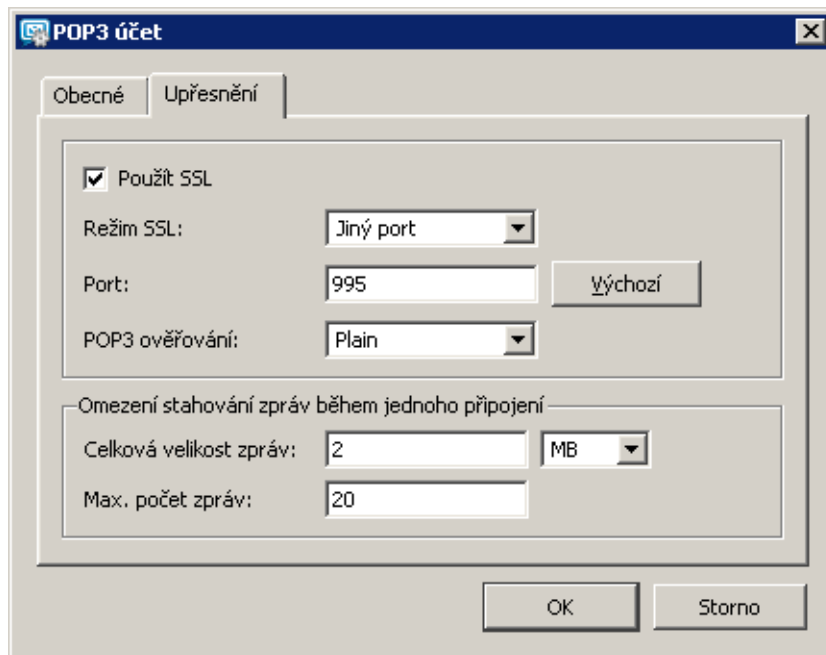 POP3 účet
Obecné Upřesnění
Použít SSL
Režim SSL: Jiný port
Port: 995 Výchozí
POP3 ověřování: Plain
Omezení stahování zpráv během jednoho připojení
Celková velikost zpráv: 2 MB
Max. počet zpráv: 20
OK Storno